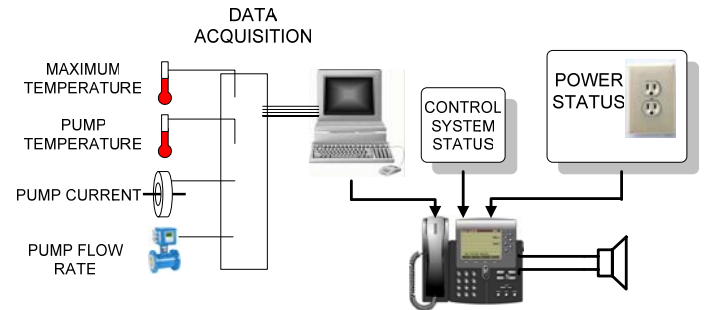 DATA
ACQUISITION
MAXIMUM
TEMPERATURE
PUMP
TEMPERATURE
PUMP CURRENT
PUMP FLOW
RATE
CONTROL
SYSTEM
STATUS
POWER
STATUS